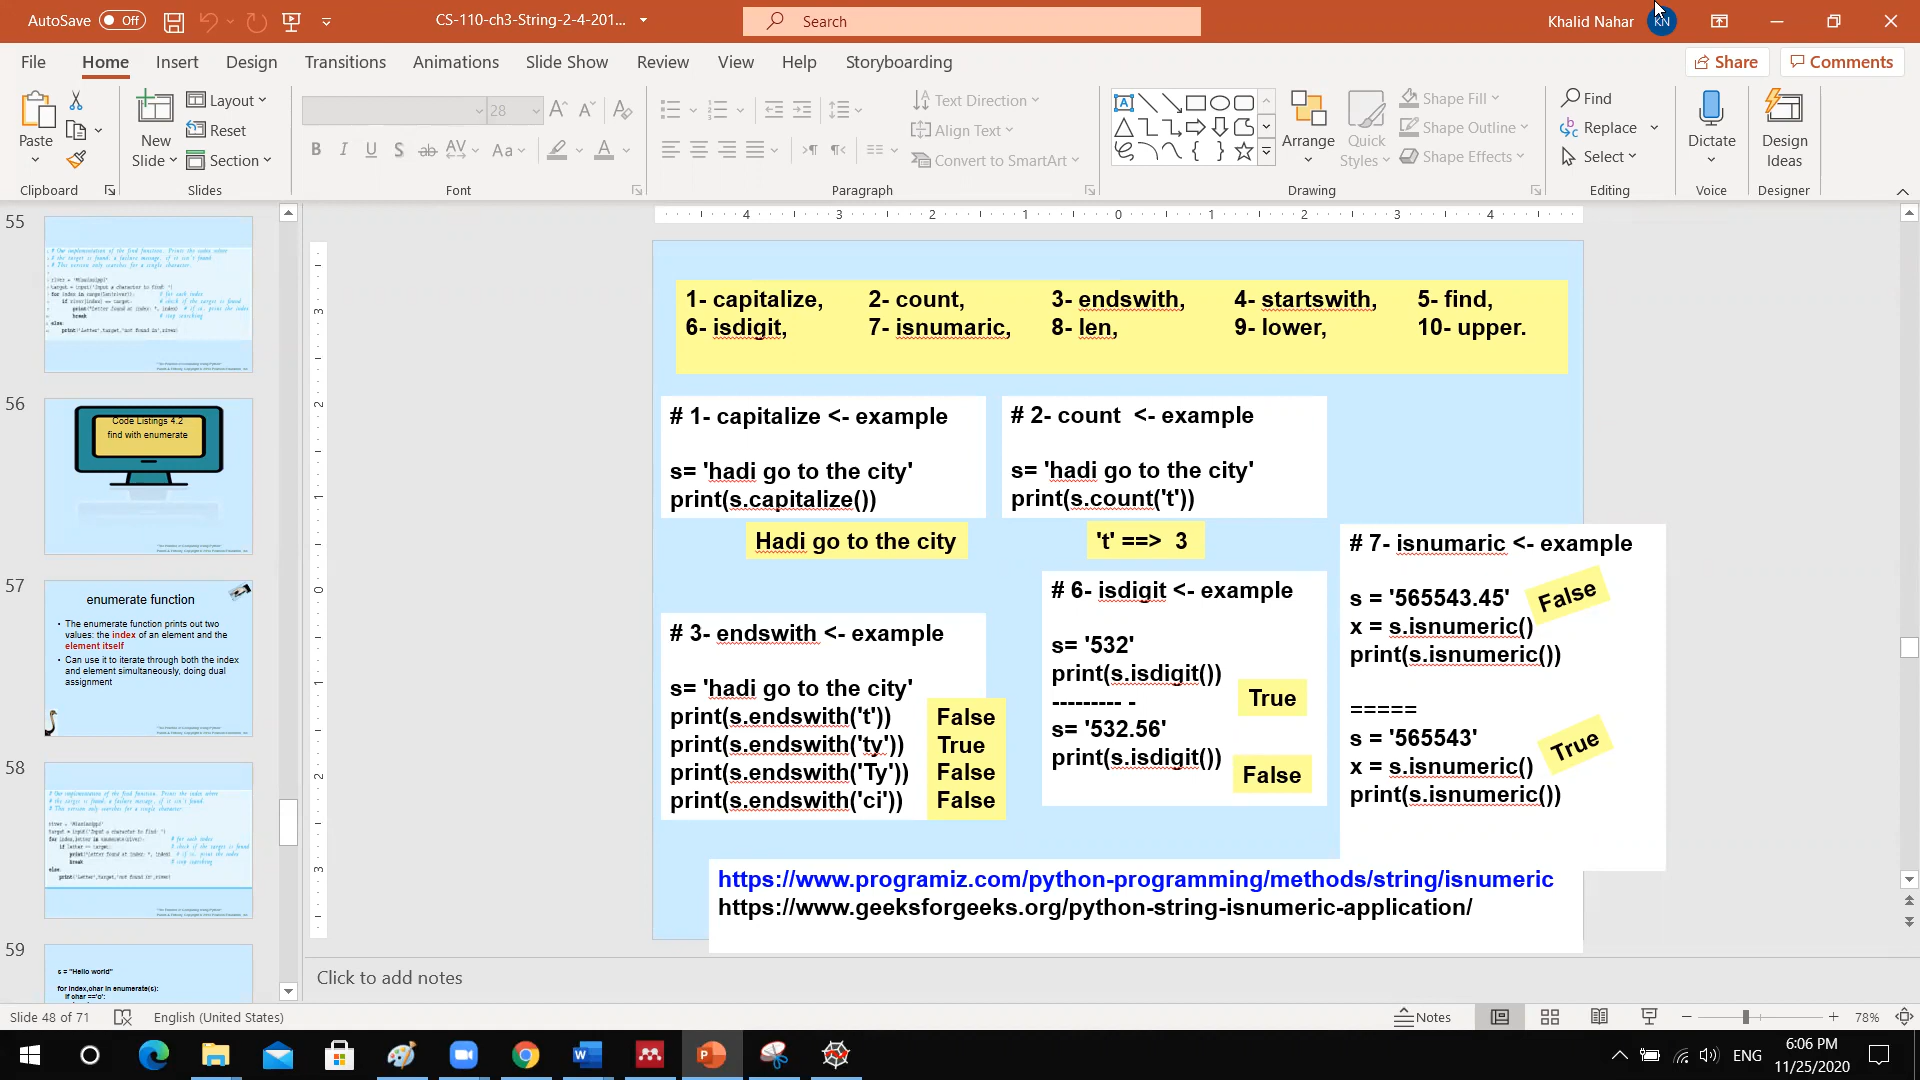 AutoSave Off
CS-110-ch3-String-2-4-201...
Search
Khalid Nahar
KN
File Home Insert Design Transitions Animations Slide Show Review View Help Storyboarding
Share Comments
Paste
New Slide
Layout
Reset
Section
28
Text Direction
Align Text
Convert to SmartArt
Arrange
Quick Styles
Shape Fill
Shape Outline
Shape Effects
Find
Replace
Select
Dictate
Design Ideas
Clipboard Slides Font Paragraph Drawing Editing Voice Designer
55
56
Code Listings 4.2
find with enumerate
57
enumerate function
• The enumerate function prints out two
values: the index of an element and the
element itself
• Can use it to iterate through both the index
and element simultaneously, doing dual
assignment
58
59
s = "Hello world"
for index,char in enumerate(s):
if char =='o':
1- capitalize, 2- count, 3- endswith, 4- startswith, 5- find,
6- isdigit, 7- isnumaric, 8- len, 9- lower, 10- upper.
# 1- capitalize <- example
s= 'hadi go to the city'
print(s.capitalize())
Hadi go to the city
# 2- count <- example
s= 'hadi go to the city'
print(s.count('t'))
't' ==> 3
# 3- endswith <- example
s= 'hadi go to the city'
print(s.endswith('t')) False
print(s.endswith('ty')) True
print(s.endswith('Ty')) False
print(s.endswith('ci')) False
# 6- isdigit <- example
s= '532'
print(s.isdigit())
True
--------- -
s= '532.56'
print(s.isdigit())
False
# 7- isnumaric <- example
s = '565543.45' False
x = s.isnumeric()
print(s.isnumeric())
=====
s = '565543' True
x = s.isnumeric()
print(s.isnumeric())
https://www.programiz.com/python-programming/methods/string/isnumeric
https://www.geeksforgeeks.org/python-string-isnumeric-application/
Click to add notes
Slide 48 of 71 English (United States) Notes 78%
ENG
6:06 PM
11/25/2020